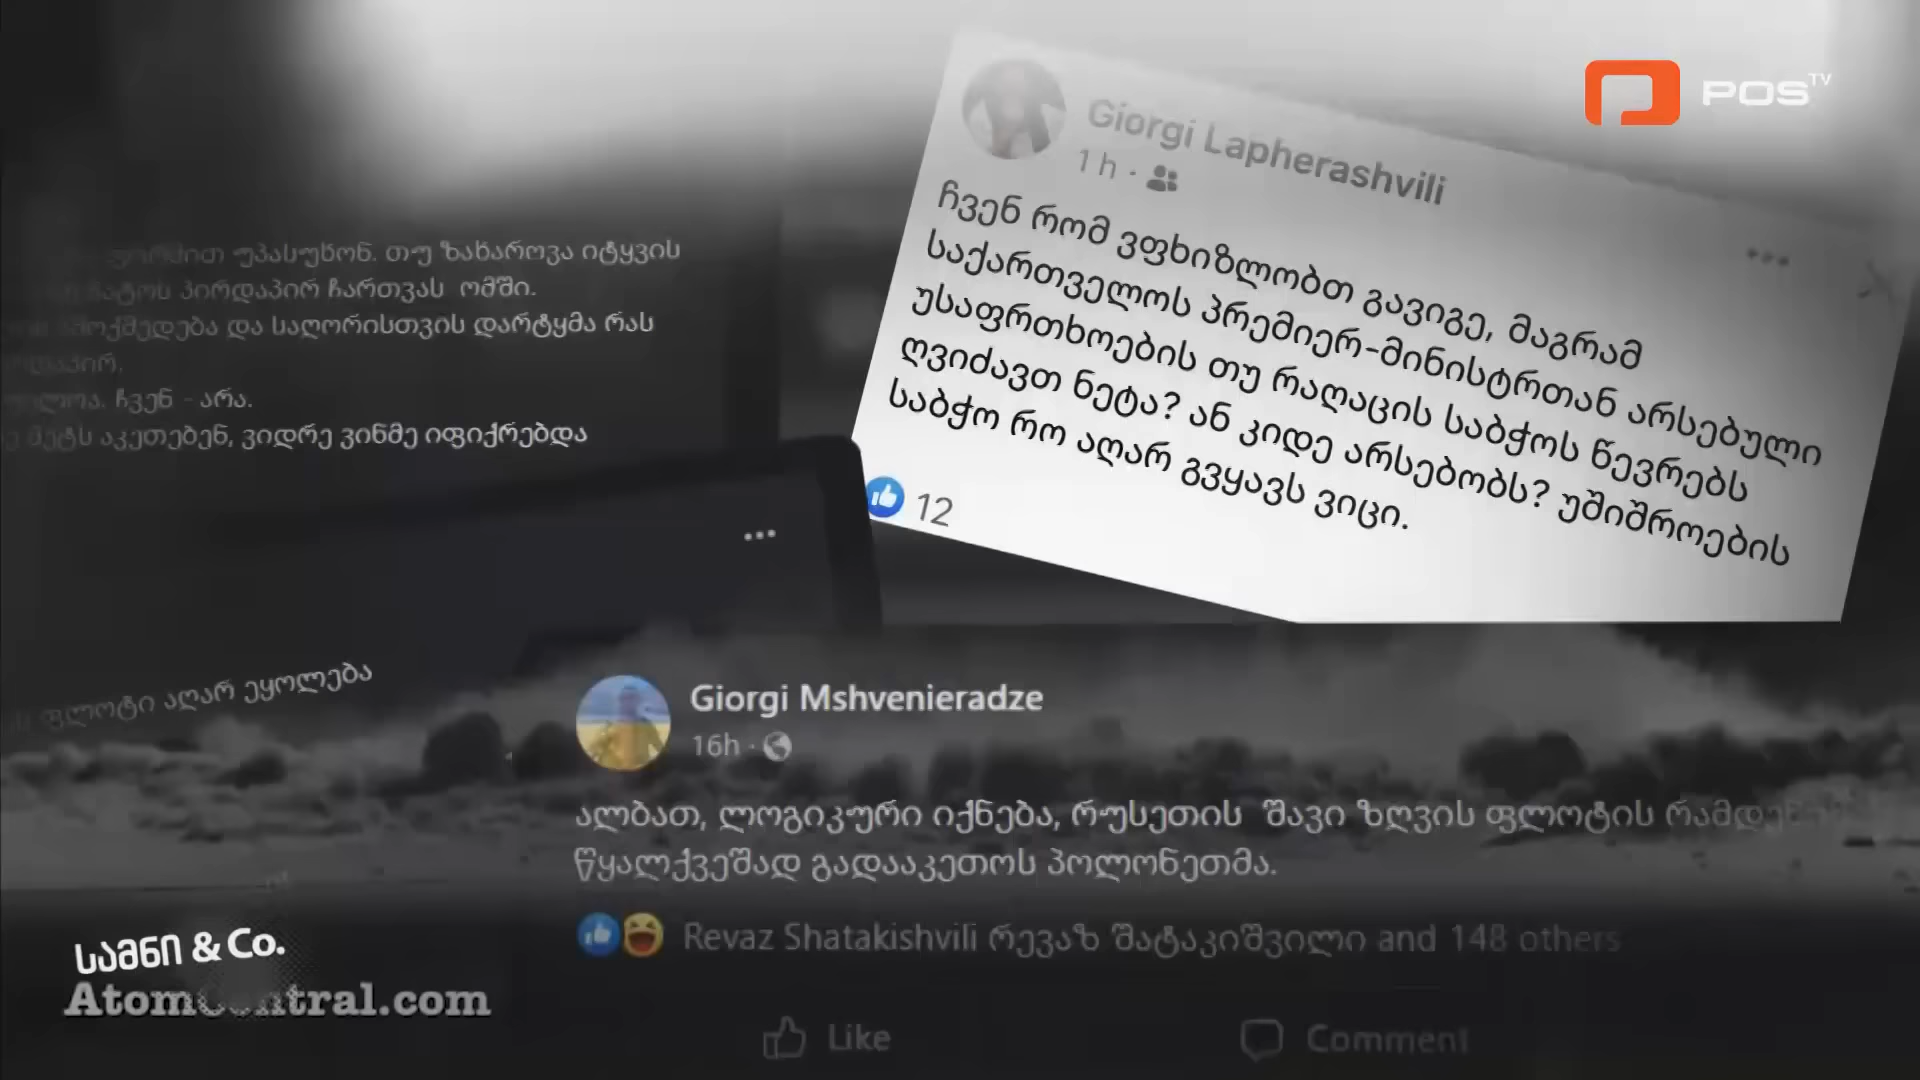 POS TV
Giorgi Lapherashvili
1 h ·
ჩვენ რომ ვფხიზლობთ გავიგე, მაგრამ
საქართველოს პრემიერ-მინისტრთან არსებული
უსაფრთხოების თუ რაღაცის საბჭოს წევრებს
ღვიძავთ ნეტა? ან კიდე არსებობს? უშიშროების
საბჭო რო აღარ გვყავს ვიცი.
12
უპასუხონ. თუ ზახაროვა იტყვის
პირდაპირ ჩართვას ომში.
და საღორისთვის დარტყმა რას
ჩვენ - არა.
მეტს აკეთებენ, ვიდრე ვინმე იფიქრებდა
ფლოტი აღარ ეყოლება
Giorgi Mshvenieradze
16h ·
ალბათ, ლოგიკური იქნება, რუსეთის შავი ზღვის ფლოტის
წყალქვეშად გადააკეთოს პოლონეთმა.
Revaz Shatakishvili რევაზ შატაკიშვილი and 148 others
Like Comment
სამნი & Co.
AtomCentral.com